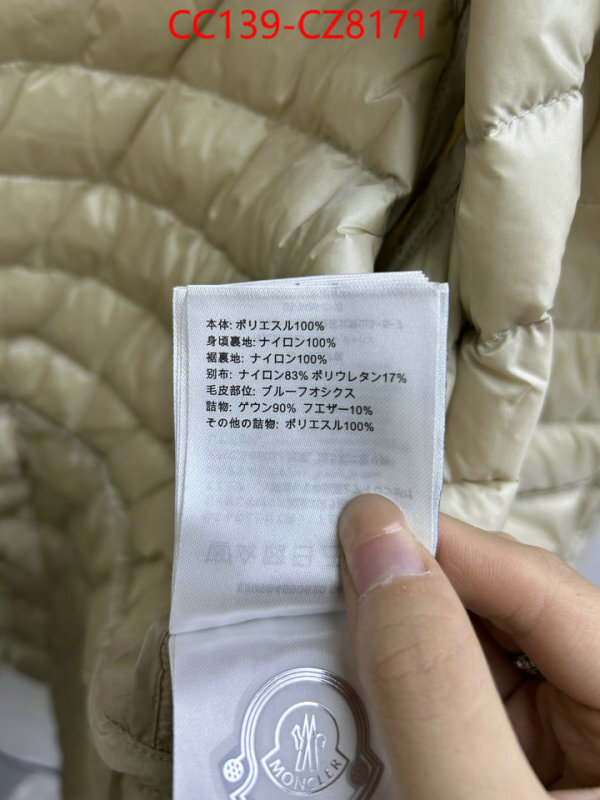 CC139-CZ8171
本体: ポリエスル100%
身頃裏地: ナイロン100%
裾裏地: ナイロン100%
別布: ナイロン83% ポリウレタン17%
毛皮部位: ブルーフオシクス
詰物: ゲウン90% フエザー10%
その他の詰物: ポリエスル100%
MONCLER